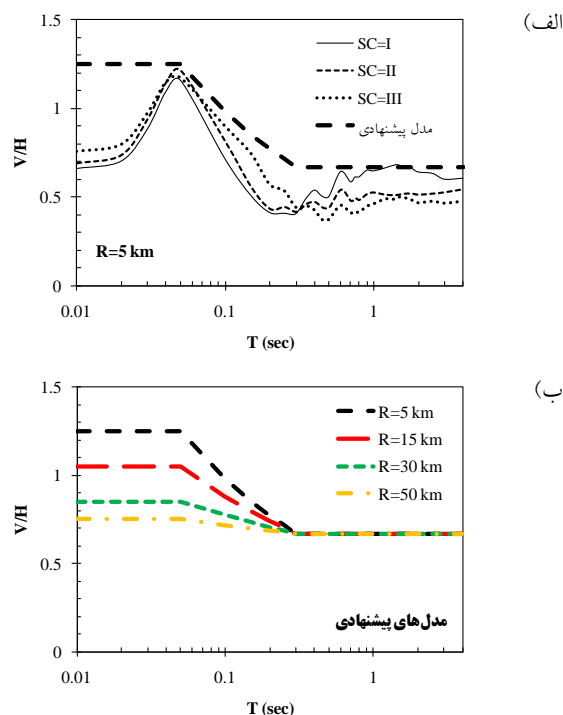 الف)
1.5
1
0.5
0
V/H
SC=I
SC=II
SC=III
مدل پیشنهادی
R=5 km
0.01 0.1 1
T (sec)
ب)
1.5
1
0.5
0
V/H
R=5 km
R=15 km
R=30 km
R=50 km
مدل‌های پیشنهادی
0.01 0.1 1
T (sec)